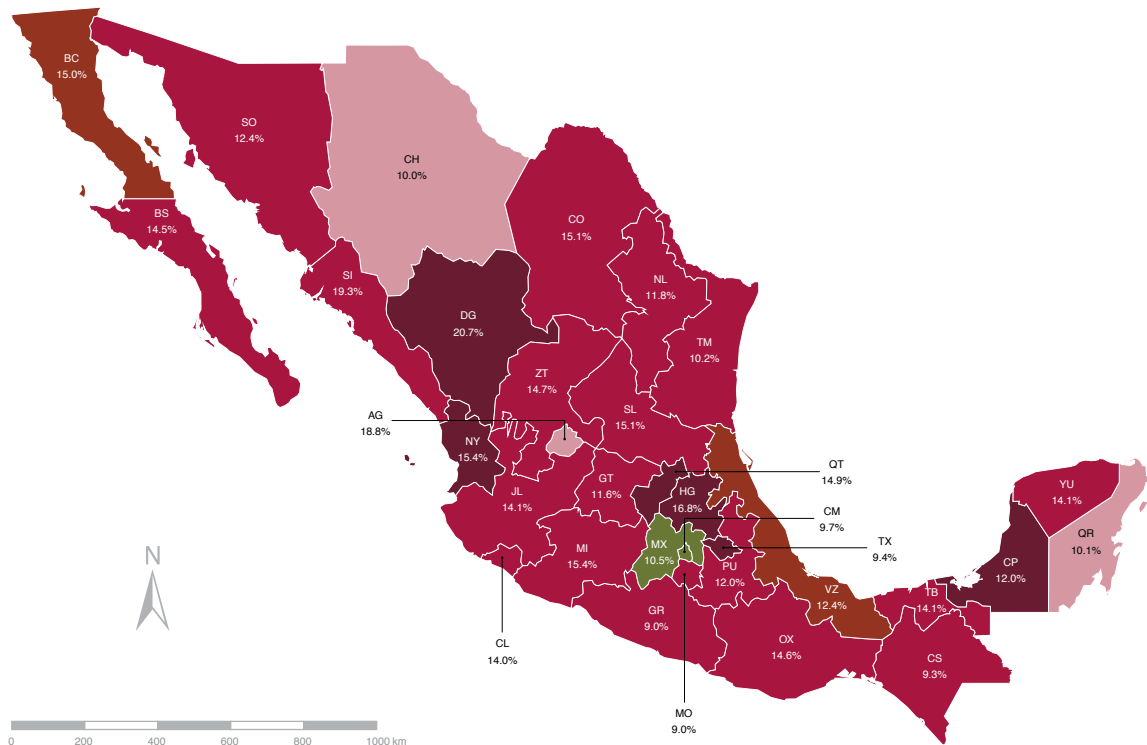 BC
15.0%
SO
12.4%
CH
10.0%
BS
14.5%
CO
15.1%
SI
19.3%
NL
11.8%
DG
20.7%
TM
10.2%
ZT
14.7%
SL
15.1%
AG
18.8%
NY
15.4%
QT
14.9%
JL
14.1%
GT
11.6%
HG
16.8%
CM
9.7%
YU
14.1%
QR
10.1%
TX
9.4%
MX
10.5%
MI
15.4%
PU
12.0%
CP
12.0%
VZ
12.4%
TB
14.1%
GR
9.0%
OX
14.6%
CS
9.3%
CL
14.0%
MO
9.0%
N
0 200 400 600 800 1000 km